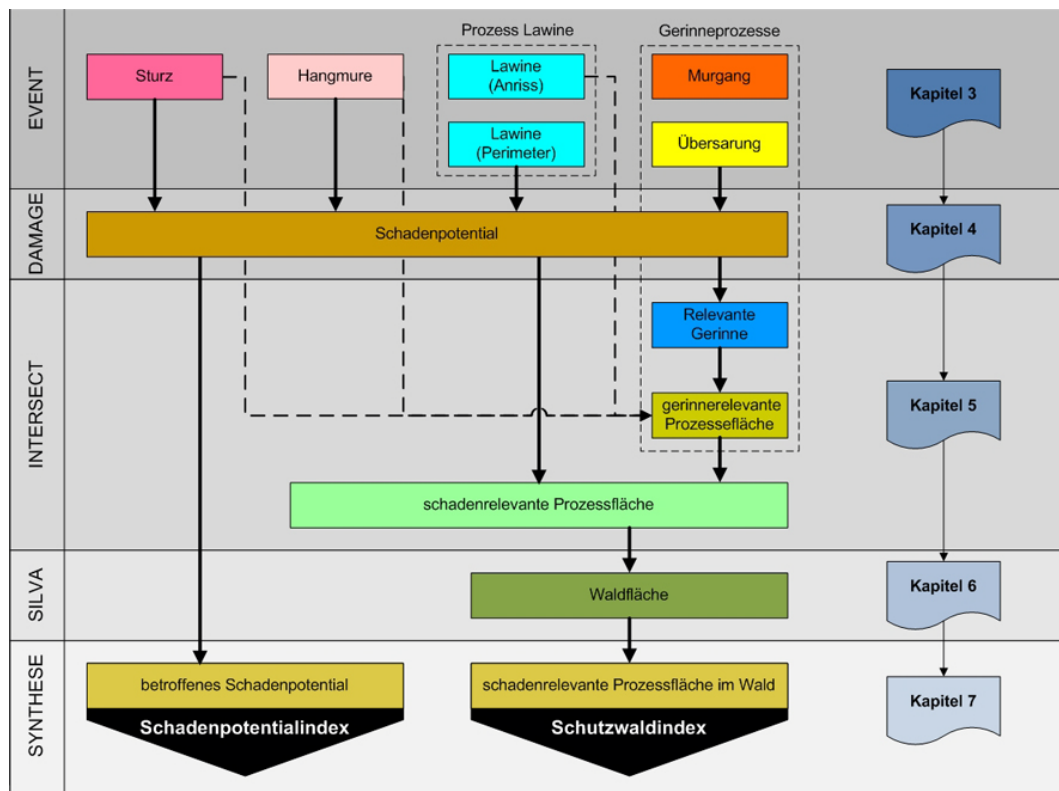 Prozess Lawine
Gerinneprozesse
EVENT
Sturz
Hangmure
Lawine
(Anriss)
Murgang
Kapitel 3
Lawine
(Perimeter)
Übersarung
DAMAGE
Schadenpotential
Kapitel 4
INTERSECT
Relevante
Gerinne
gerinnerelevante
Prozessefläche
Kapitel 5
schadenrelevante Prozessfläche
SILVA
Waldfläche
Kapitel 6
SYNTHESE
betroffenes Schadenpotential
schadenrelevante Prozessfläche im Wald
Kapitel 7
Schadenpotentialindex
Schutzwaldindex